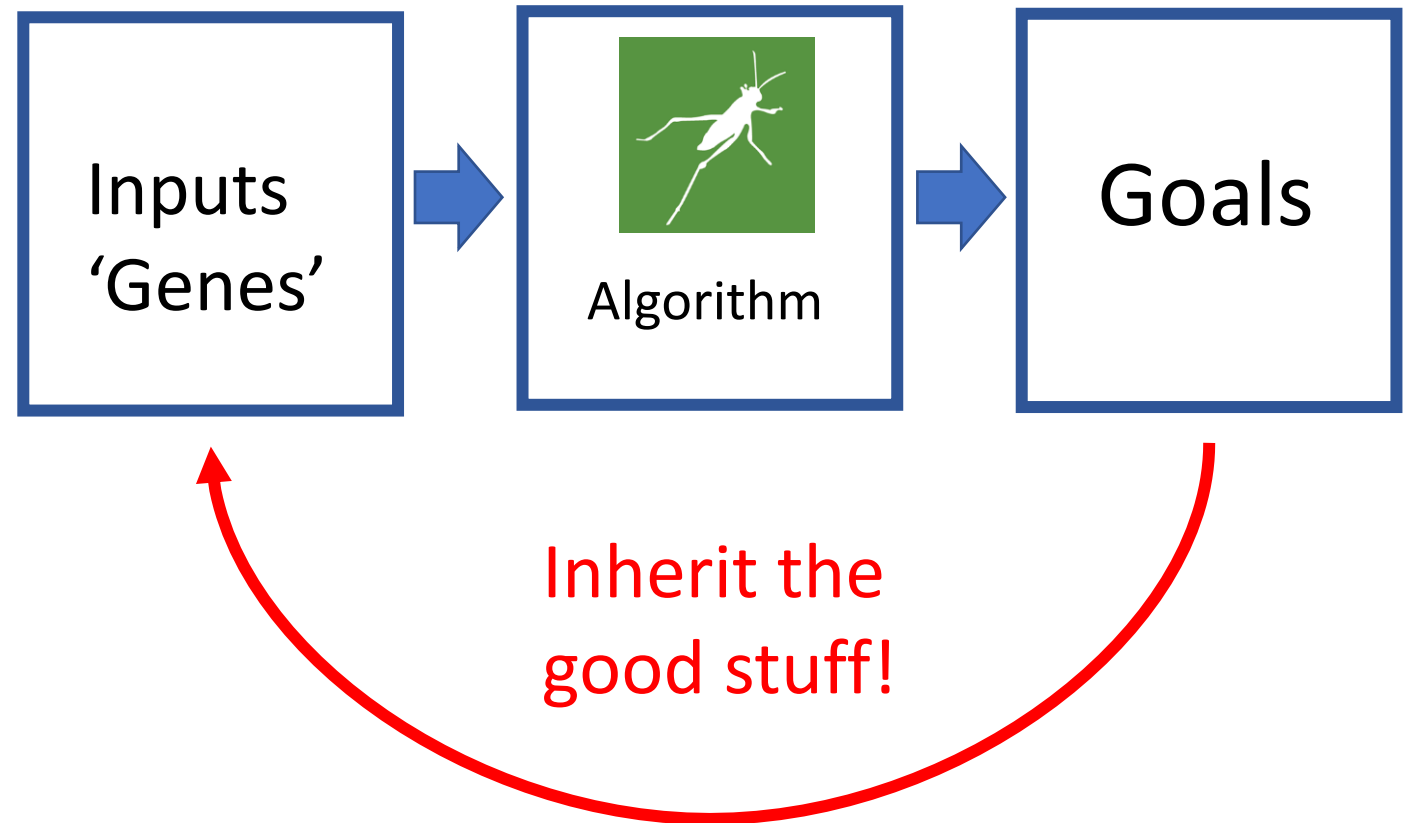 Inputs
‘Genes’
Algorithm
Goals
Inherit the
good stuff!